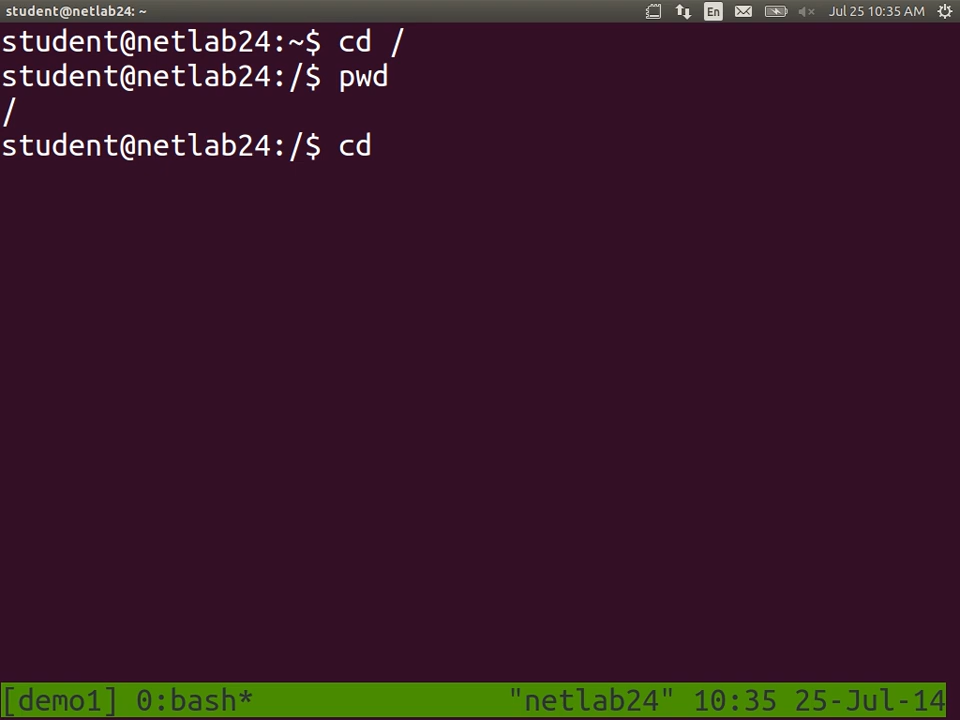 student@netlab24: ~ En Jul 25 10:35 AM
student@netlab24:~$ cd /
student@netlab24:/$ pwd
/
student@netlab24:/$ cd
[demo1] 0:bash* "netlab24" 10:35 25-Jul-14